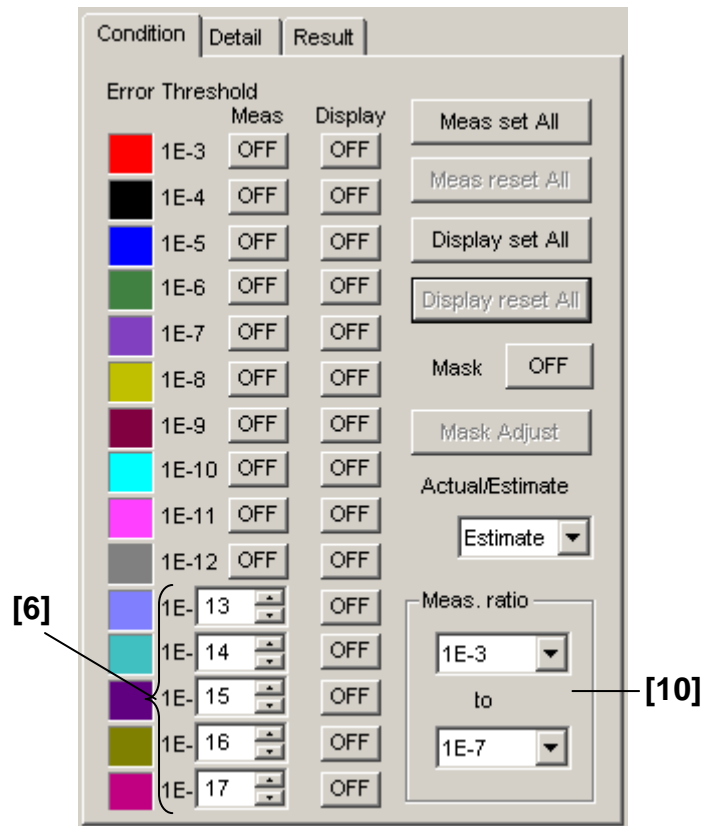 Condition Detail Result
Error Threshold
Meas Display
1E-3 OFF OFF
1E-4 OFF OFF
1E-5 OFF OFF
1E-6 OFF OFF
1E-7 OFF OFF
1E-8 OFF OFF
1E-9 OFF OFF
1E-10 OFF OFF
1E-11 OFF OFF
1E-12 OFF OFF
[6]
1E- 13 OFF
1E- 14 OFF
1E- 15 OFF
1E- 16 OFF
1E- 17 OFF
Meas set All
Meas reset All
Display set All
Display reset All
Mask OFF
Mask Adjust
Actual/Estimate
Estimate
Meas. ratio
1E-3
to
1E-7
[10]